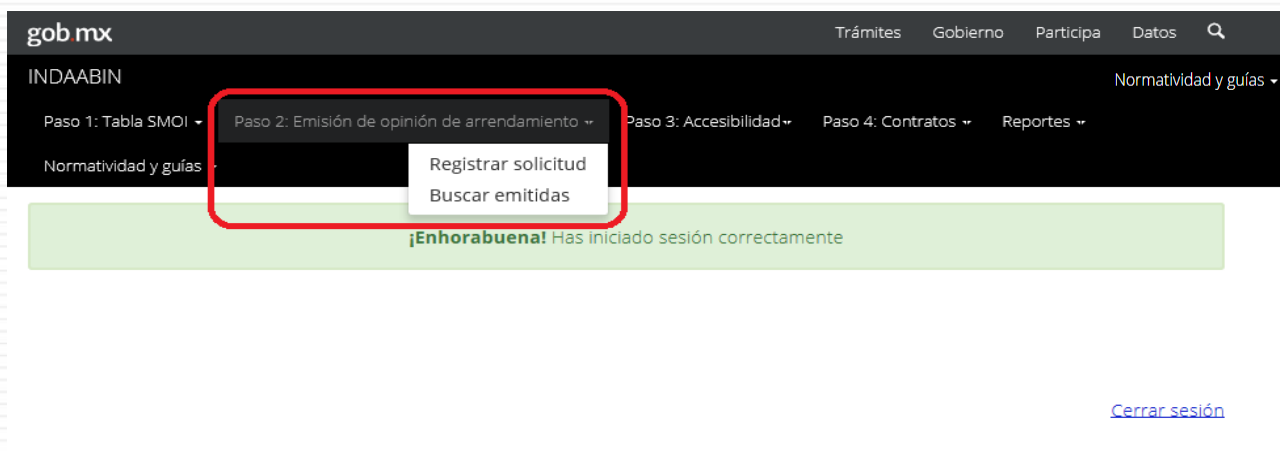 gob.mx Trámites Gobierno Participa Datos
INDAABIN Normatividad y guías
Paso 1: Tabla SMOI Paso 2: Emisión de opinión de arrendamiento Paso 3: Accesibilidad Paso 4: Contratos Reportes
Normatividad y guías
Registrar solicitud
Buscar emitidas
¡Enhorabuena! Has iniciado sesión correctamente
Cerrar sesión